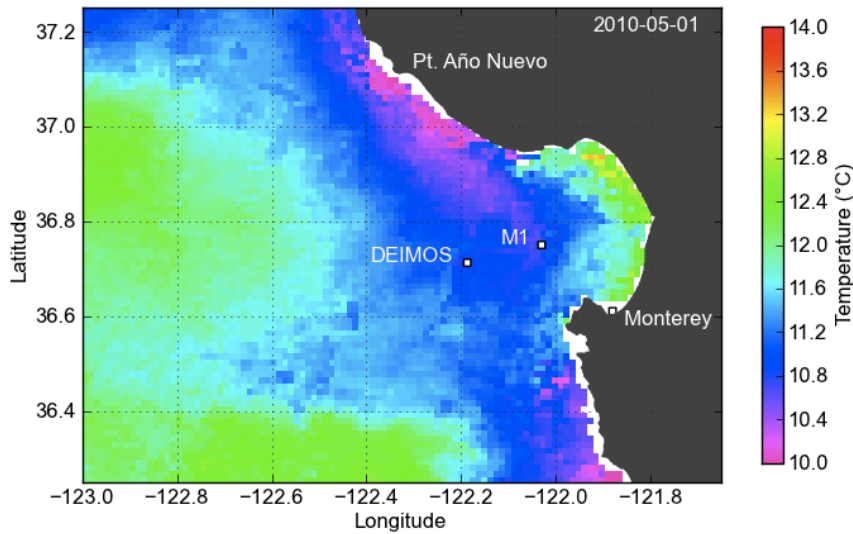 2010-05-01
Pt. Año Nuevo
DEIMOS
M1
Monterey
37.2
37.0
36.8
36.6
36.4
Latitude
−123.0 −122.8 −122.6 −122.4 −122.2 −122.0 −121.8
Longitude
14.0
13.6
13.2
12.8
12.4
12.0
11.6
11.2
10.8
10.4
10.0
Temperature (°C)